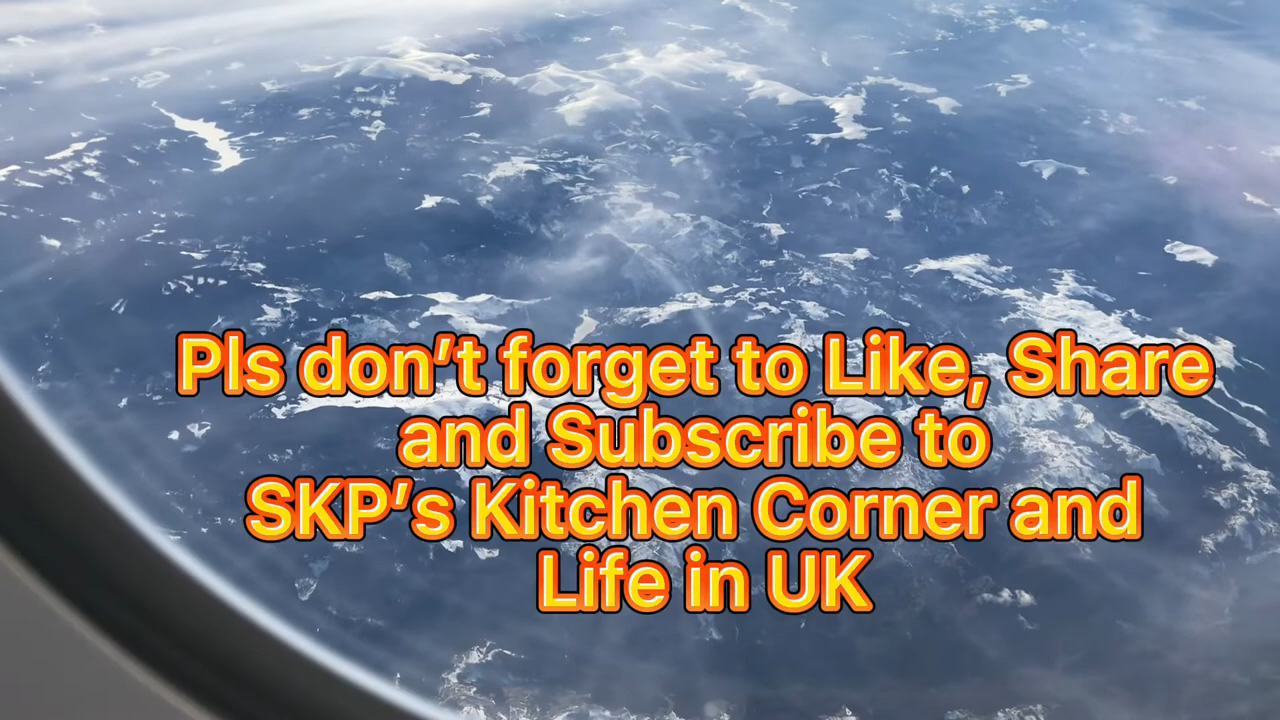 Pls don’t forget to Like, Share
and Subscribe to
SKP’s Kitchen Corner and
Life in UK